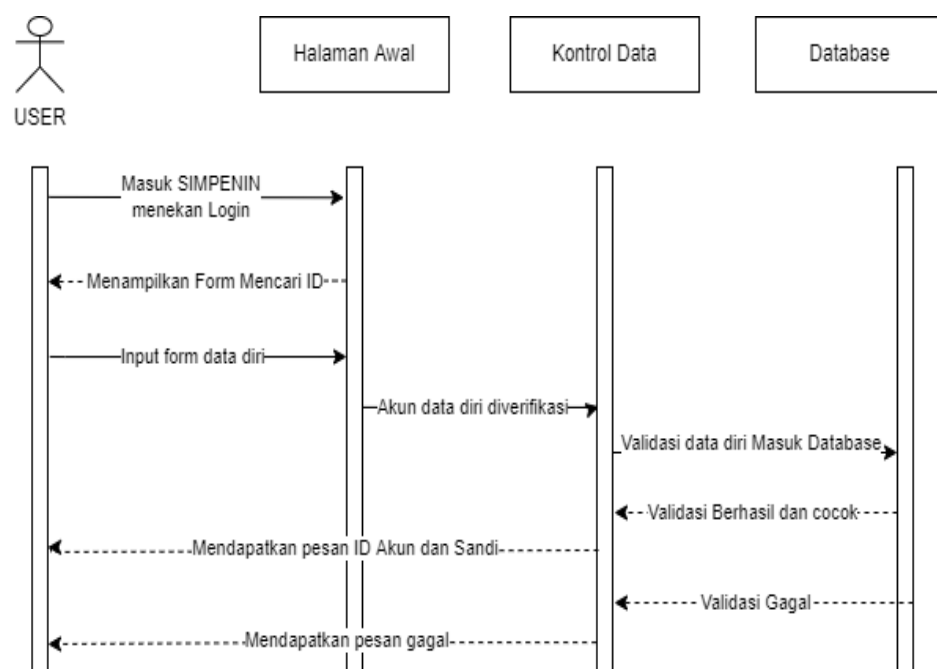 Halaman Awal
Kontrol Data
Database
USER
Masuk SIMPENIN
menekan Login
Menampilkan Form Mencari ID
Input form data diri
Akun data diri diverifikasi
Validasi data diri Masuk Database
Validasi Berhasil dan cocok
Mendapatkan pesan ID Akun dan Sandi
Validasi Gagal
Mendapatkan pesan gagal